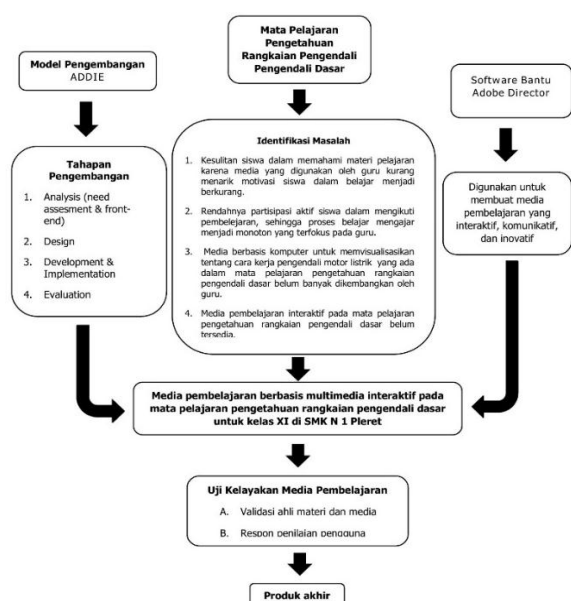 Mata Pelajaran
Pengetahuan
Rangkaian Pengendali
Pengendali Dasar
Model Pengembangan
ADDIE
Software Bantu
Adobe Director
Tahapan
Pengembangan
1. Analysis (need
assesment & front-
end)
2. Design
3. Development &
Implementation
4. Evaluation
Identifikasi Masalah
1. Kesulitan siswa dalam memahami materi pelajaran
karena media yang digunakan oleh guru kurang
menarik motivasi siswa dalam belajar menjadi
berkurang.
2. Rendahnya partisipasi aktif siswa dalam mengikuti
pembelejaran, sehingga proses belajar mengajar
menjadi monoton yang terfokus pada guru.
3. Media berbasis komputer untuk memvisualisasikan
tentang cara kerja pengendali motor listrik yang ada
dalam mata pelajaran pengetahuan rangkaian
pengendali dasar belum banyak dikembangkan oleh
guru.
4. Media pembelajaran interaktif pada mata pelajaran
pengetahuan rangkaian pengendali dasar belum
tersedia.
Digunakan untuk
membuat media
pembelajaran yang
interaktif, komunikatif,
dan inovatif
Media pembelajaran berbasis multimedia interaktif pada
mata pelajaran pengetahuan rangkaian pengendali dasar
untuk kelas XI di SMK N 1 Pleret
Uji Kelayakan Media Pembelajaran
A. Validasi ahli materi dan media
B. Respon penilaian pengguna
Produk akhir